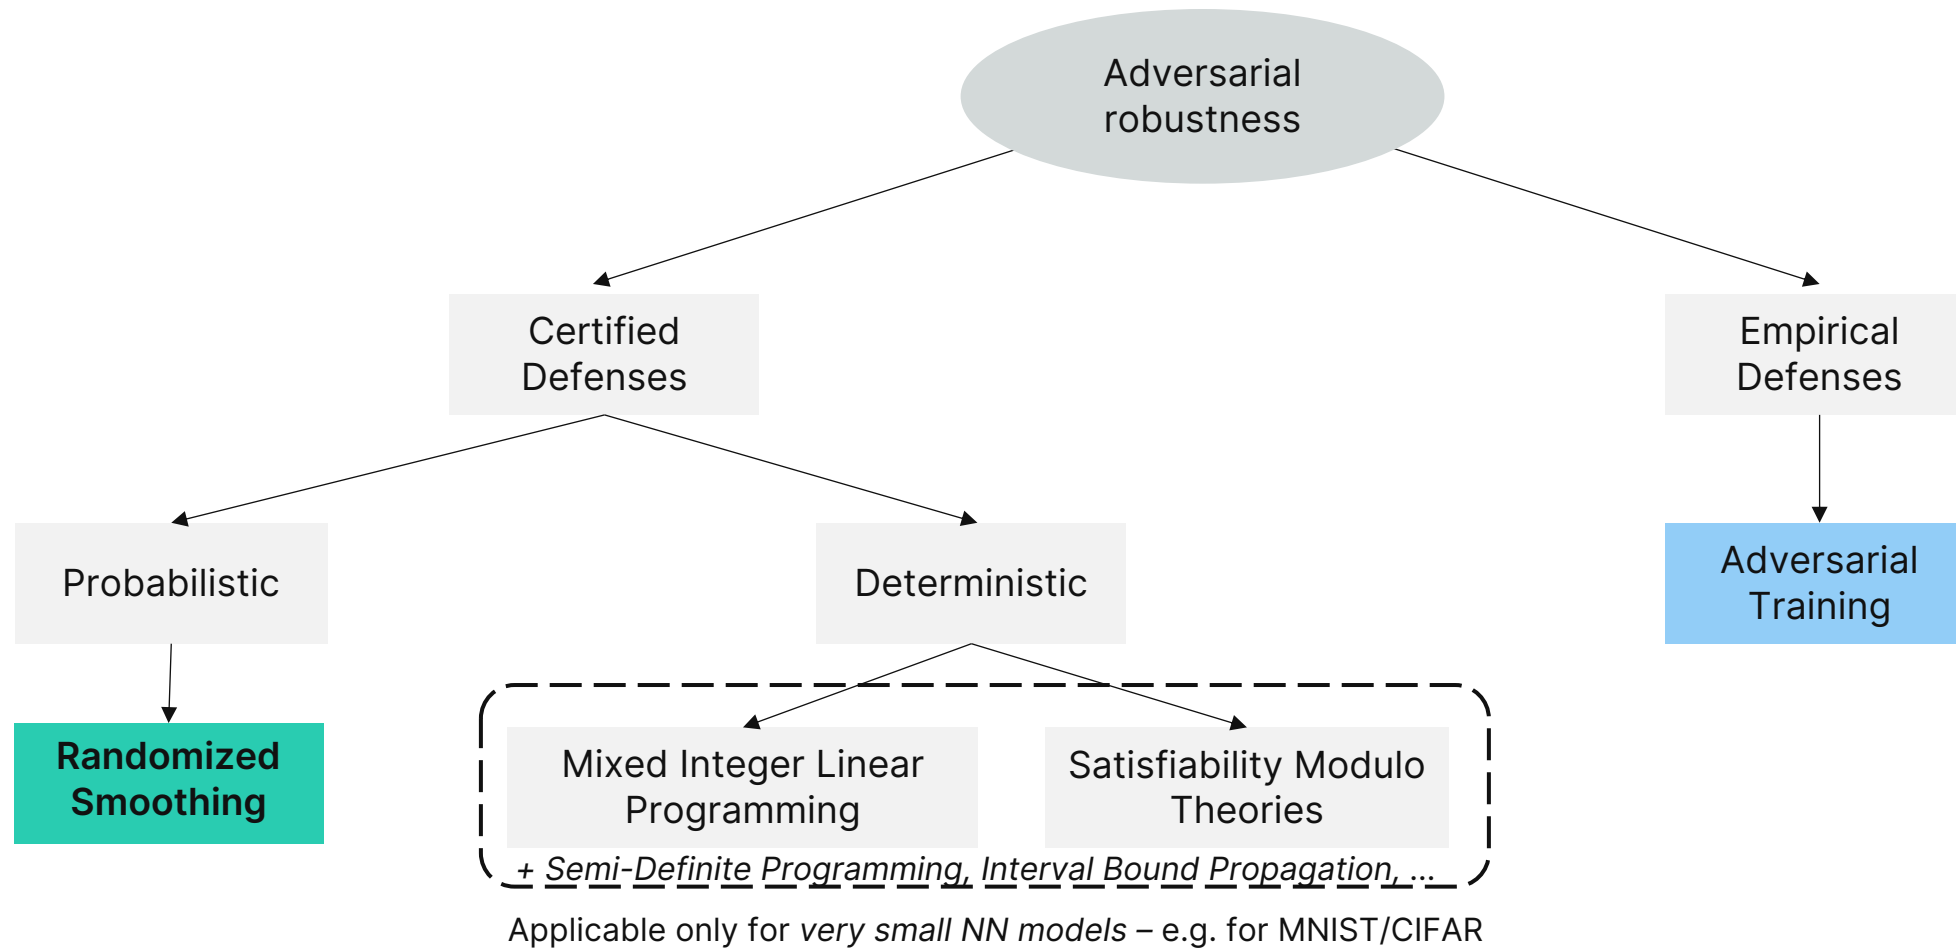 Adversarial
robustness
Certified
Defenses
Empirical
Defenses
Probabilistic
Deterministic
Adversarial
Training
Randomized
Smoothing
Mixed Integer Linear
Programming
Satisfiability Modulo
Theories
+ Semi-Definite Programming, Interval Bound Propagation, ...
Applicable only for very small NN models – e.g. for MNIST/CIFAR